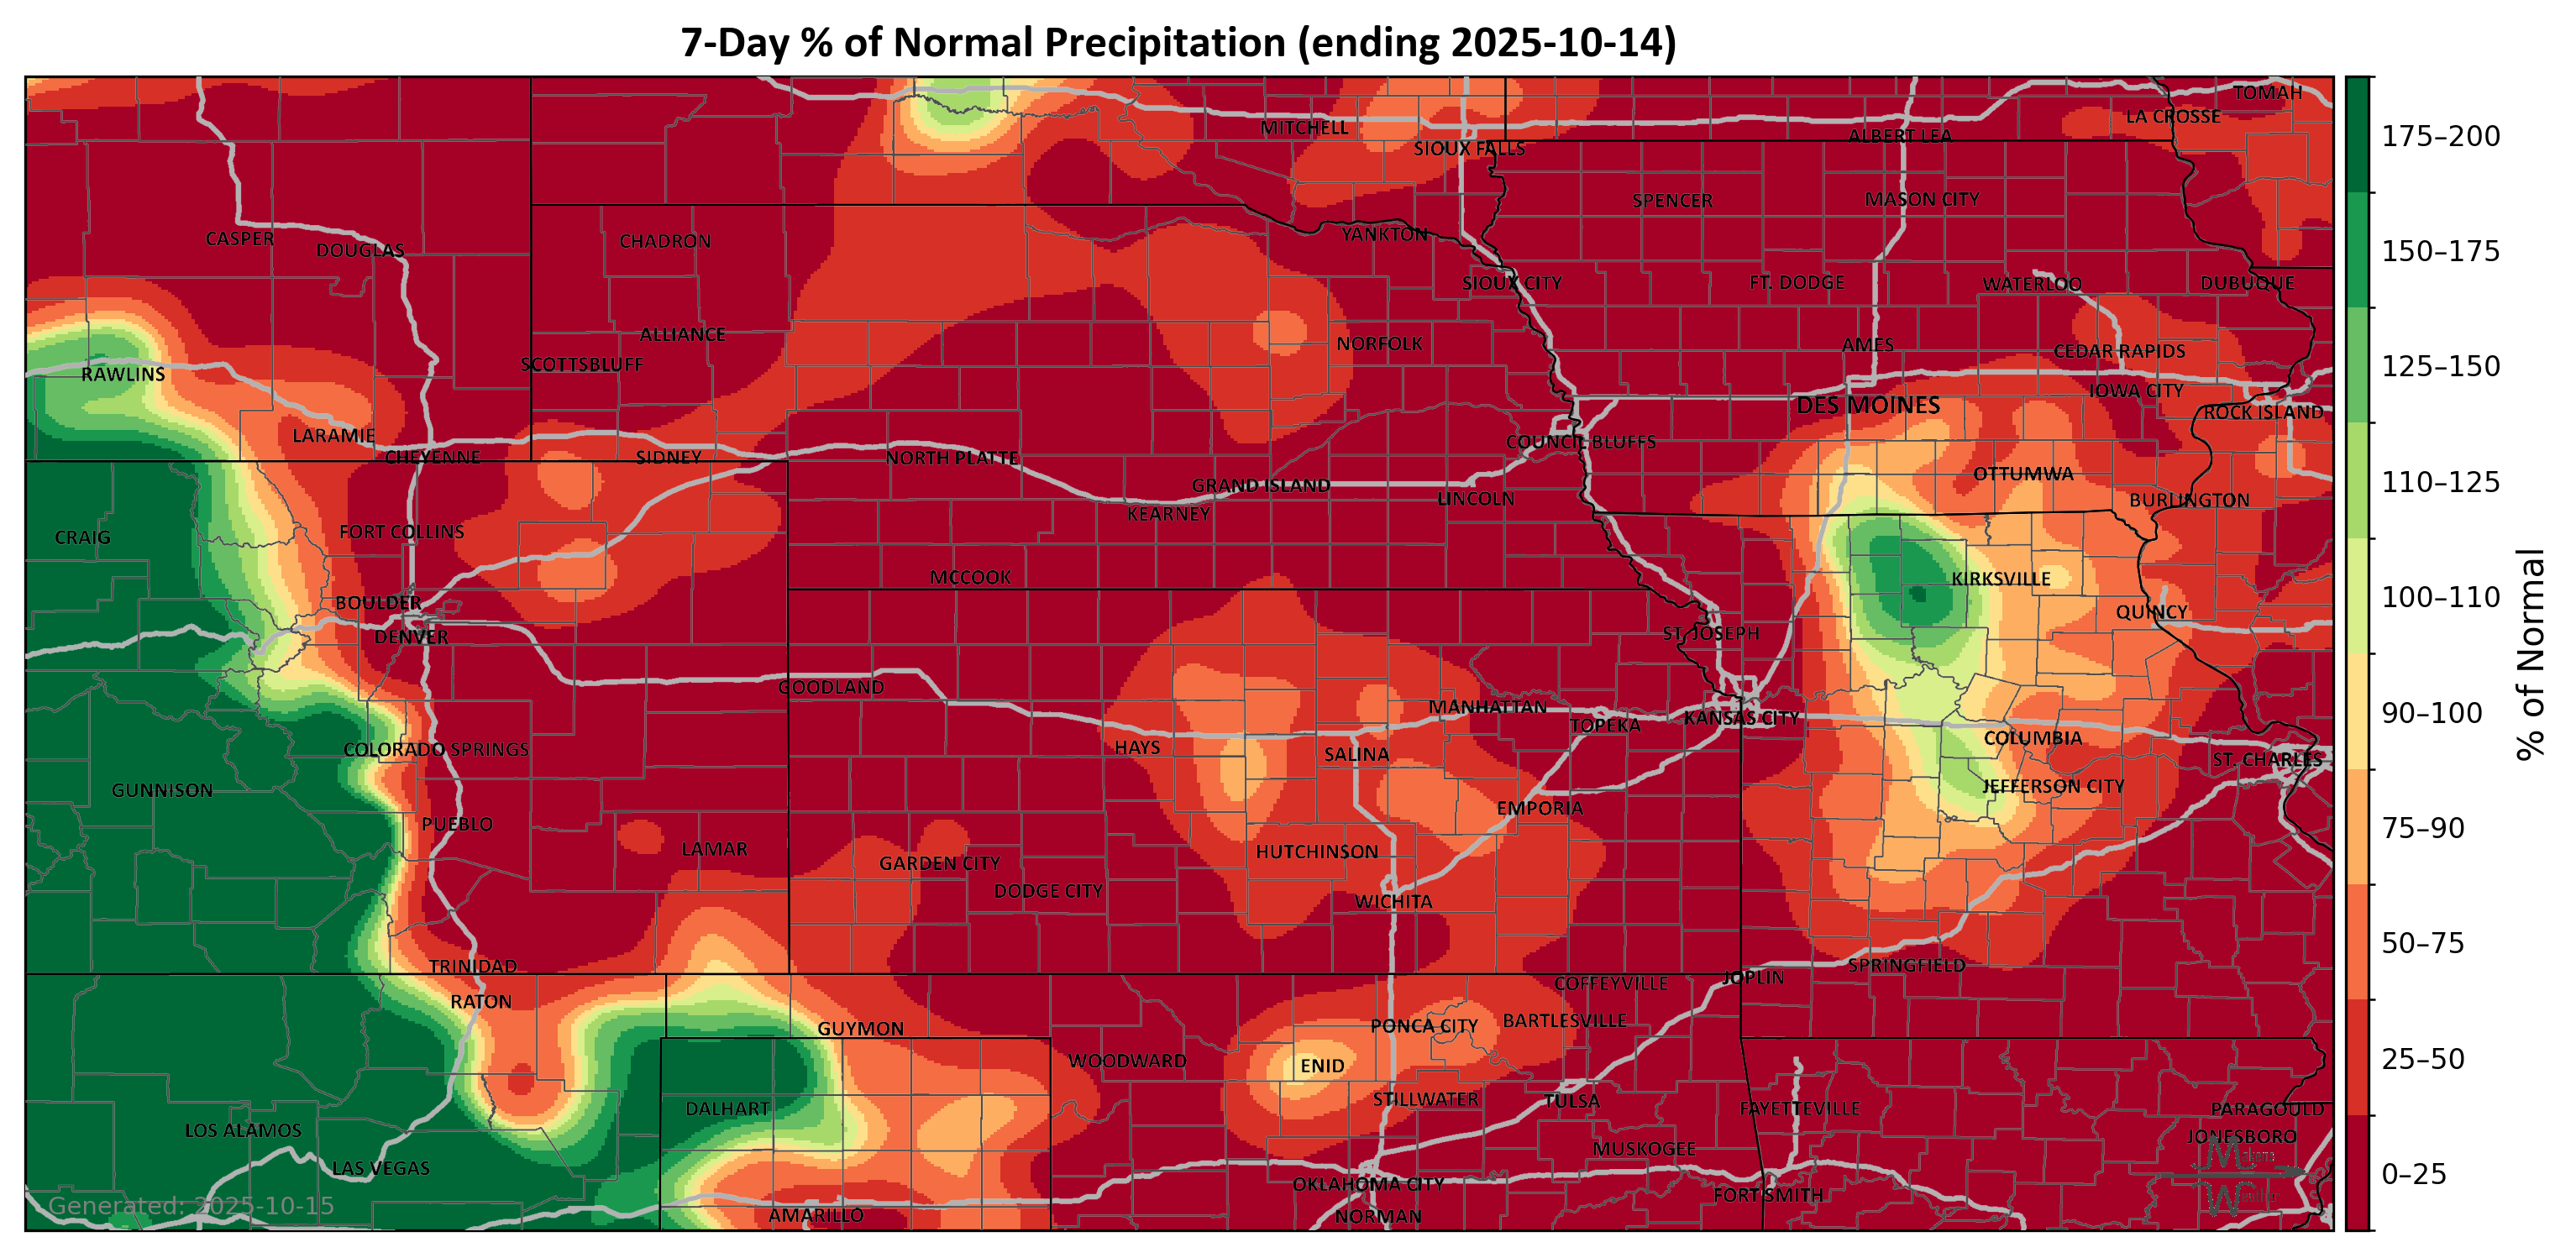 7-Day % of Normal Precipitation (ending 2025-10-14)
TOMAH
LA CROSSE
MITCHELL
ALBERT LEA
SIOUX FALLS
SPENCER
MASON CITY
CASPER
DOUGLAS
CHADRON
YANKTON
SIOUX CITY
FT. DODGE
WATERLOO
DUBUQUE
ALLIANCE
NORFOLK
AMES
CEDAR RAPIDS
SCOTTSBLUFF
RAWLINS
IOWA CITY
DES MOINES
ROCK ISLAND
LARAMIE
COUNCIL BLUFFS
CHEYENNE
SIDNEY
NORTH PLATTE
OTTUMWA
GRAND ISLAND
LINCOLN
BURLINGTON
KEARNEY
FORT COLLINS
CRAIG
MCCOOK
KIRKSVILLE
BOULDER
QUINCY
DENVER
ST. JOSEPH
GOODLAND
MANHATTAN
TOPEKA
KANSAS CITY
COLUMBIA
COLORADO SPRINGS
HAYS
SALINA
ST. CHARLES
GUNNISON
JEFFERSON CITY
EMPORIA
PUEBLO
LAMAR
HUTCHINSON
GARDEN CITY
DODGE CITY
WICHITA
TRINIDAD
SPRINGFIELD
JOPLIN
COFFEYVILLE
RATON
GUYMON
PONCA CITY
BARTLESVILLE
WOODWARD
ENID
STILLWATER
TULSA
DALHART
FAYETTEVILLE
PARAGOULD
LOS ALAMOS
JONESBORO
MUSKOGEE
LAS VEGAS
OKLAHOMA CITY
FORT SMITH
AMARILLO
NORMAN
Generated: 2025-10-15
175–200
150–175
125–150
110–125
100–110
90–100
75–90
50–75
25–50
0–25
% of Normal